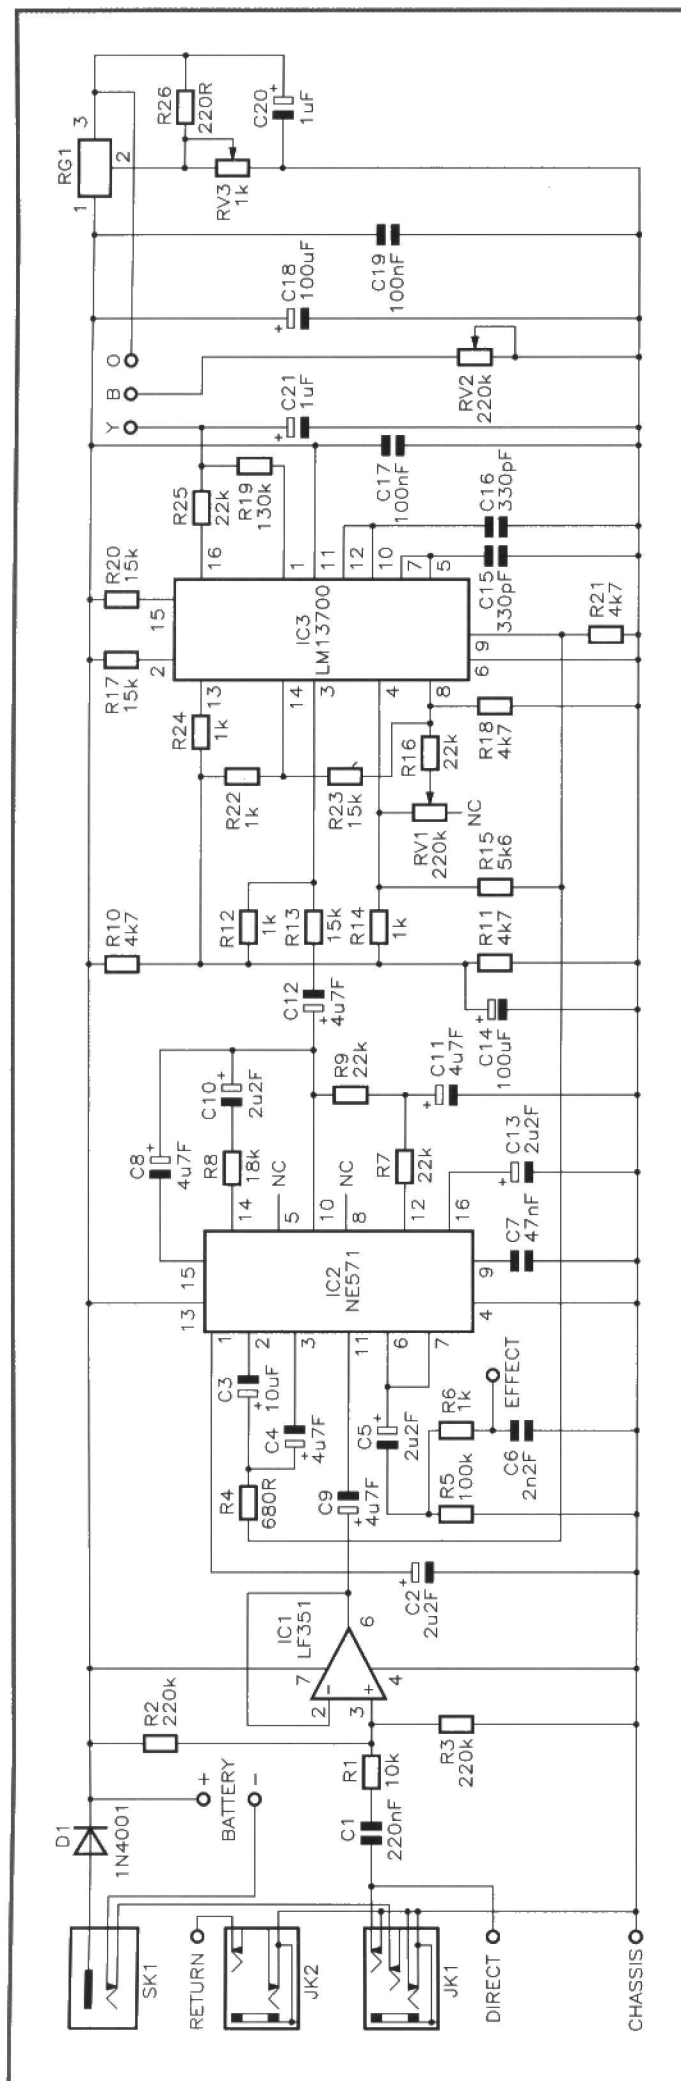 SK1
D1
1N4001
+
BATTERY
−
RETURN
JK2
JK1
DIRECT
CHASSIS
R2
220k
C1
220nF
R1
10k
R3
220k
IC1
LF351
7
2
−
3
+
4
6
C2
2u2F
+
R4
680R
C3
10uF
+
C4
4u7F
+
C9
4u7F
+
C5
2u2F
+
R5
100k
R6
1k
EFFECT
C6
2n2F
IC2
NE571
13
15
1
2
3
11
6
7
4
9
14
5
10
8
12
16
NC
NC
C8
4u7F
+
R8
18k
C10
2u2F
+
R7
22k
R9
22k
C11
4u7F
+
C7
47nF
C13
2u2F
+
C12
4u7F
+
C14
100uF
+
R10
4k7
R12
1k
R13
15k
R14
1k
R11
4k7
R15
5k6
RV1
220k
NC
R16
22k
R18
4k7
R22
1k
R23
15k
R24
1k
R17
15k
R20
15k
IC3
LM13700
2
15
13
14
3
4
8
6
9
16
1
11
12
10
7
5
R21
4k7
C15
330pF
C16
330pF
R25
22k
R19
130k
C17
100nF
C21
1uF
+
Y
B
O
RV2
220k
C18
100uF
+
C19
100nF
RG1
1
2
3
RV3
1k
R26
220R
C20
1uF
+